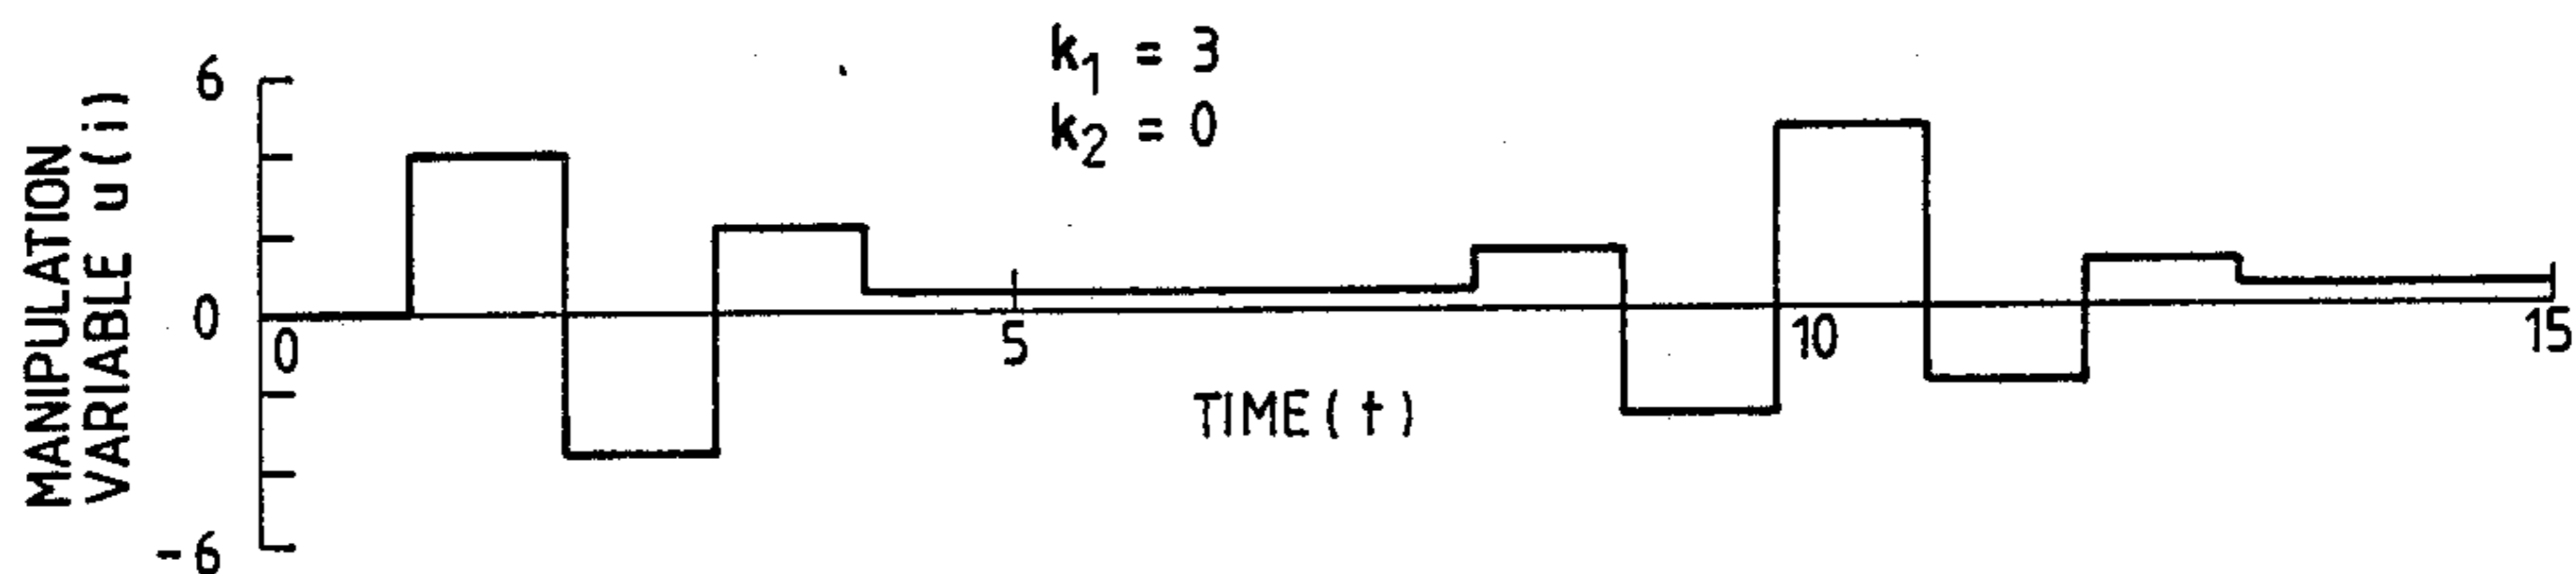 k₁ = 3
k₂ = 0
MANIPULATION
VARIABLE u(i)
6
0
-6
0
5
10
15
TIME(t)